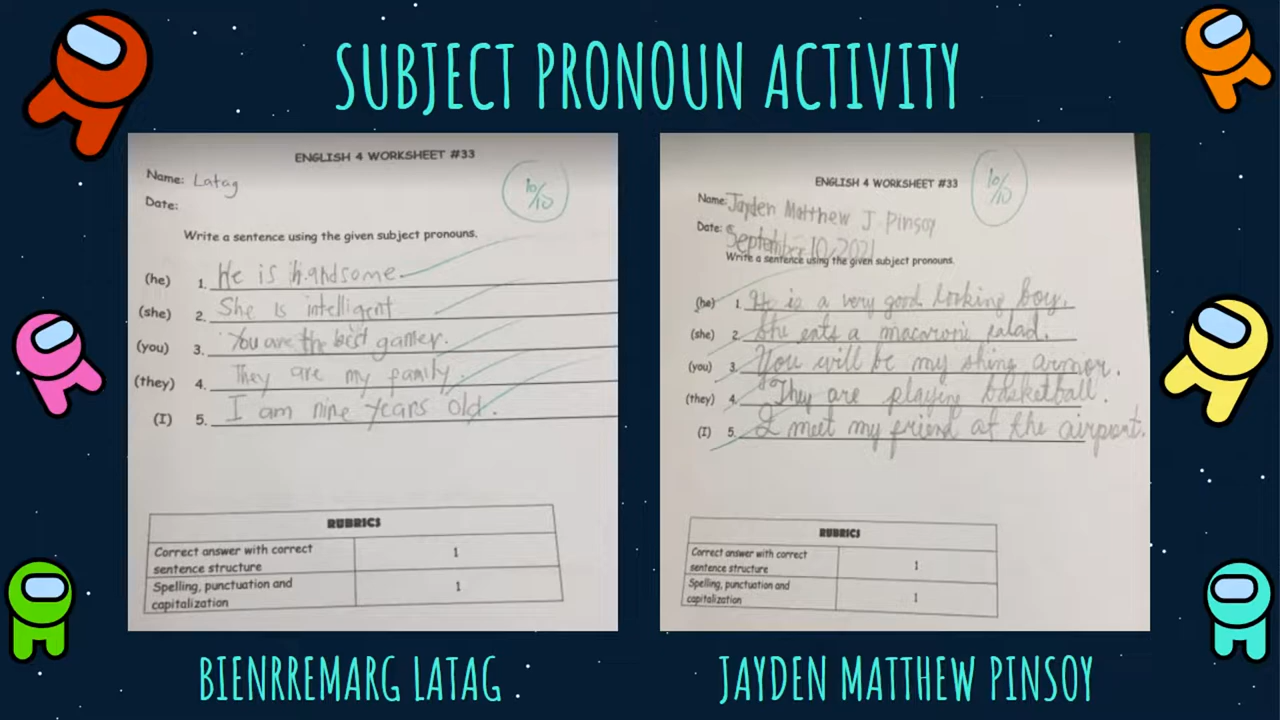 SUBJECT PRONOUN ACTIVITY
ENGLISH 4 WORKSHEET #33
10/10
Name: Latag
Date:
Write a sentence using the given subject pronouns.
(he) 1. He is handsome
(she) 2. She is intelligent
(you) 3. You are the best gamer.
(they) 4. They are my family.
(I) 5. I am nine years old.
RUBRICS
Correct answer with correct
sentence structure 1
Spelling, punctuation and
capitalization 1
BIENRREMARG LATAG
ENGLISH 4 WORKSHEET #33
10/10
Name: Jayden Matthew J. Pinsoy
Date: September 10, 2021
Write a sentence using the given subject pronouns.
(he) 1. He is a very good looking boy.
(she) 2. She eats a macaroni salad.
(you) 3. You will be my shing armor.
(they) 4. They are playing basketball.
(I) 5. I meet my friend at the airport.
RUBRICS
Correct answer with correct
sentence structure 1
Spelling, punctuation and
capitalization 1
JAYDEN MATTHEW PINSOY